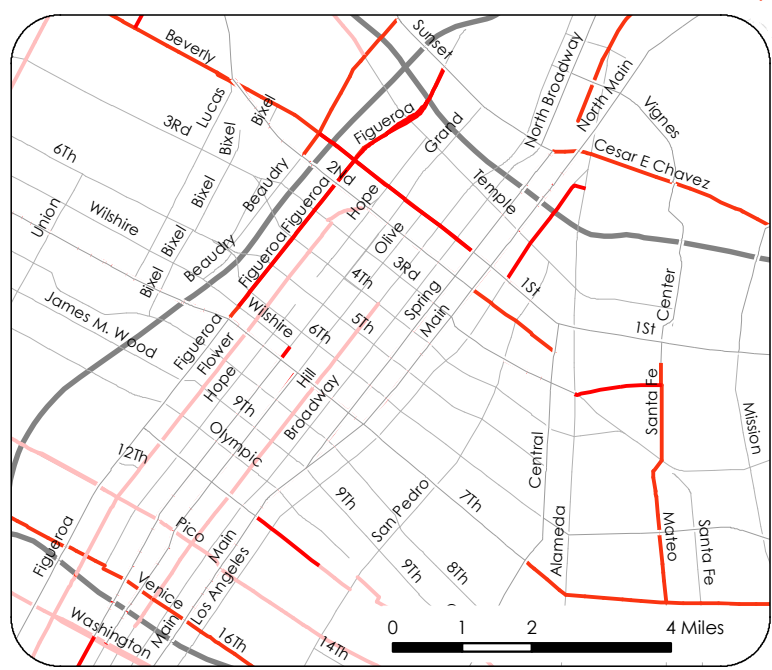 Sunset
Beverly
North Broadway
North Main
Lucas
Bixel
Figueroa
Vignes
3Rd
Bixel
Grand
Cesar E Chavez
6Th
2Nd
Beaudry
Temple
Bixel
Figueroa
Hope
Union
Wilshire
Olive
Bixel
Beaudry
Figueroa
3Rd
4Th
Bixel
Spring
1St
Center
James M. Wood
Wilshire
5Th
Main
1St
Figueroa
Flower
6Th
Hope
Hill
Santa Fe
9Th
Broadway
Mission
Olympic
12Th
Central
9Th
San Pedro
7Th
Pico
Main
Alameda
Mateo
Santa Fe
Figueroa
Los Angeles
9Th
8Th
Venice
Washington
Main
16Th
14Th
0 1 2 4 Miles